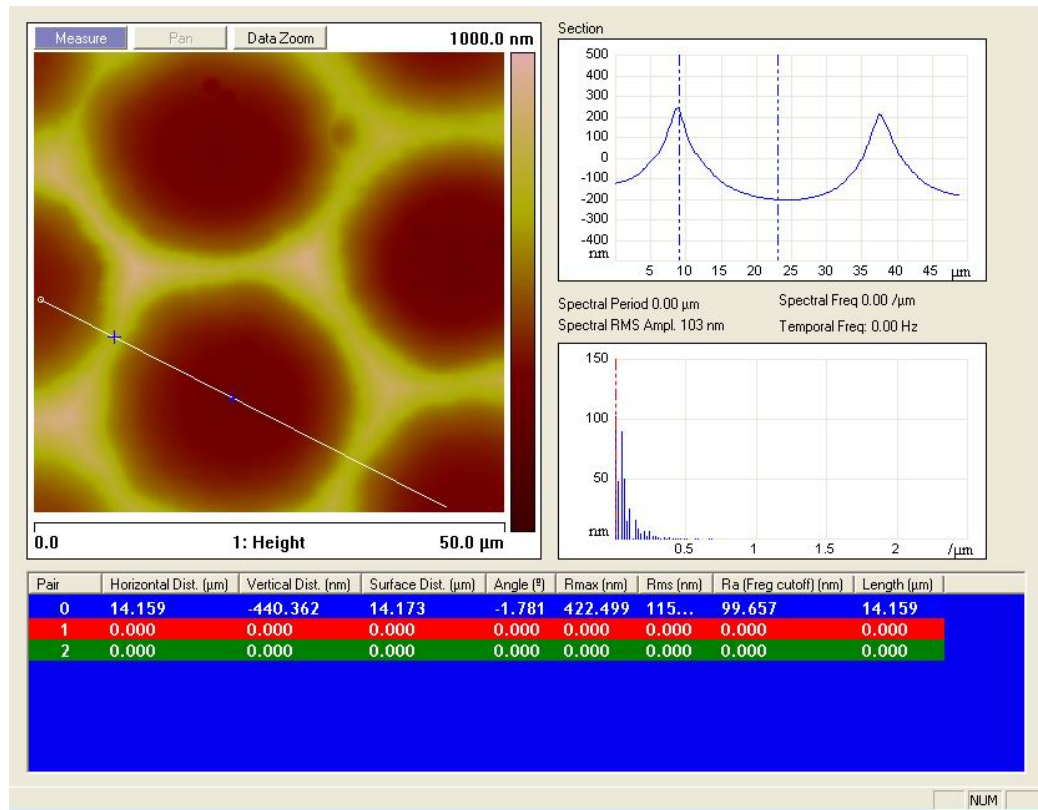 Measure Pan Data Zoom 1000.0 nm
0.0 1: Height 50.0 µm
Section
500
400
300
200
100
0
-100
-200
-300
-400
nm
5 10 15 20 25 30 35 40 45 µm
Spectral Period 0.00 µm Spectral Freq 0.00 /µm
Spectral RMS Ampl. 103 nm Temporal Freq: 0.00 Hz
150
100
50
nm
0.5 1 1.5 2 /µm
Pair Horizontal Dist. (µm) Vertical Dist. (nm) Surface Dist. (µm) Angle (º) Rmax (nm) Rms (nm) Ra (Freg cutoff) (nm) Length (µm)
0 14.159 -440.362 14.173 -1.781 422.499 115... 99.657 14.159
1 0.000 0.000 0.000 0.000 0.000 0.000 0.000 0.000
2 0.000 0.000 0.000 0.000 0.000 0.000 0.000 0.000
NUM